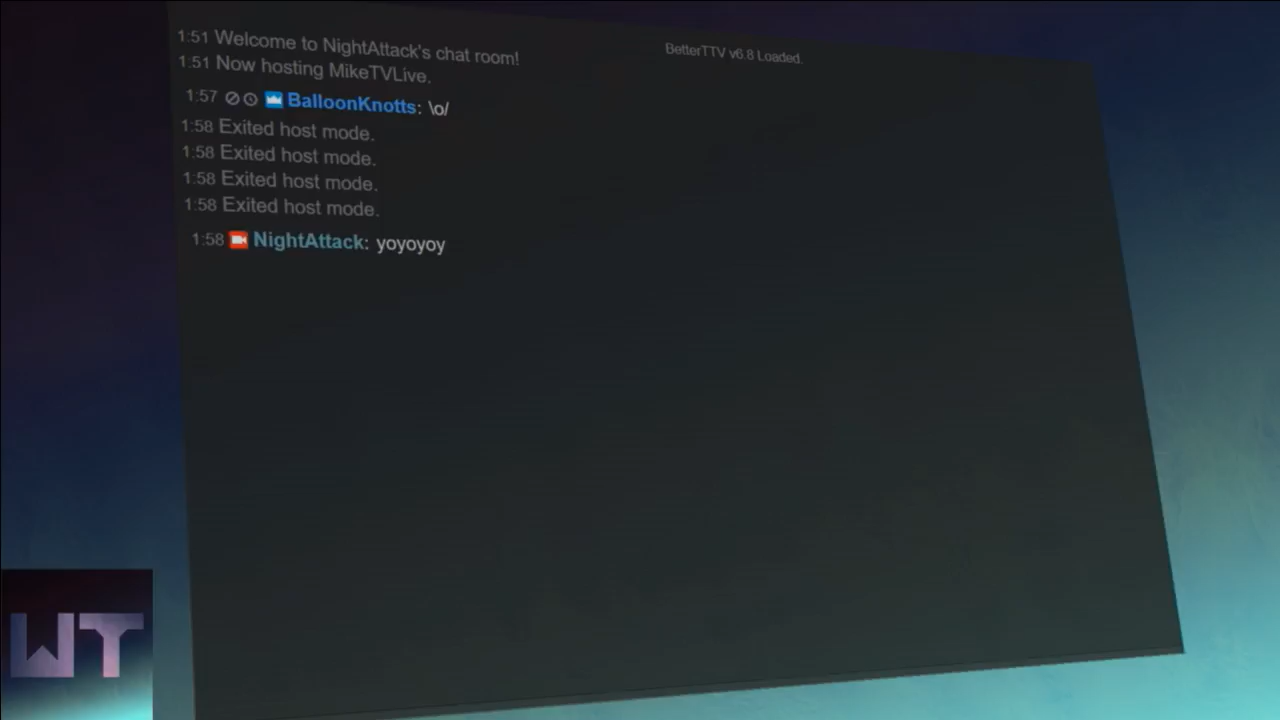 1:51 Welcome to NightAttack's chat room!
BetterTTV v6.8 Loaded.
1:51 Now hosting MikeTVLive.
1:57 BalloonKnotts: \o/
1:58 Exited host mode.
1:58 Exited host mode.
1:58 Exited host mode.
1:58 Exited host mode.
1:58 NightAttack: yoyoyoy
WT